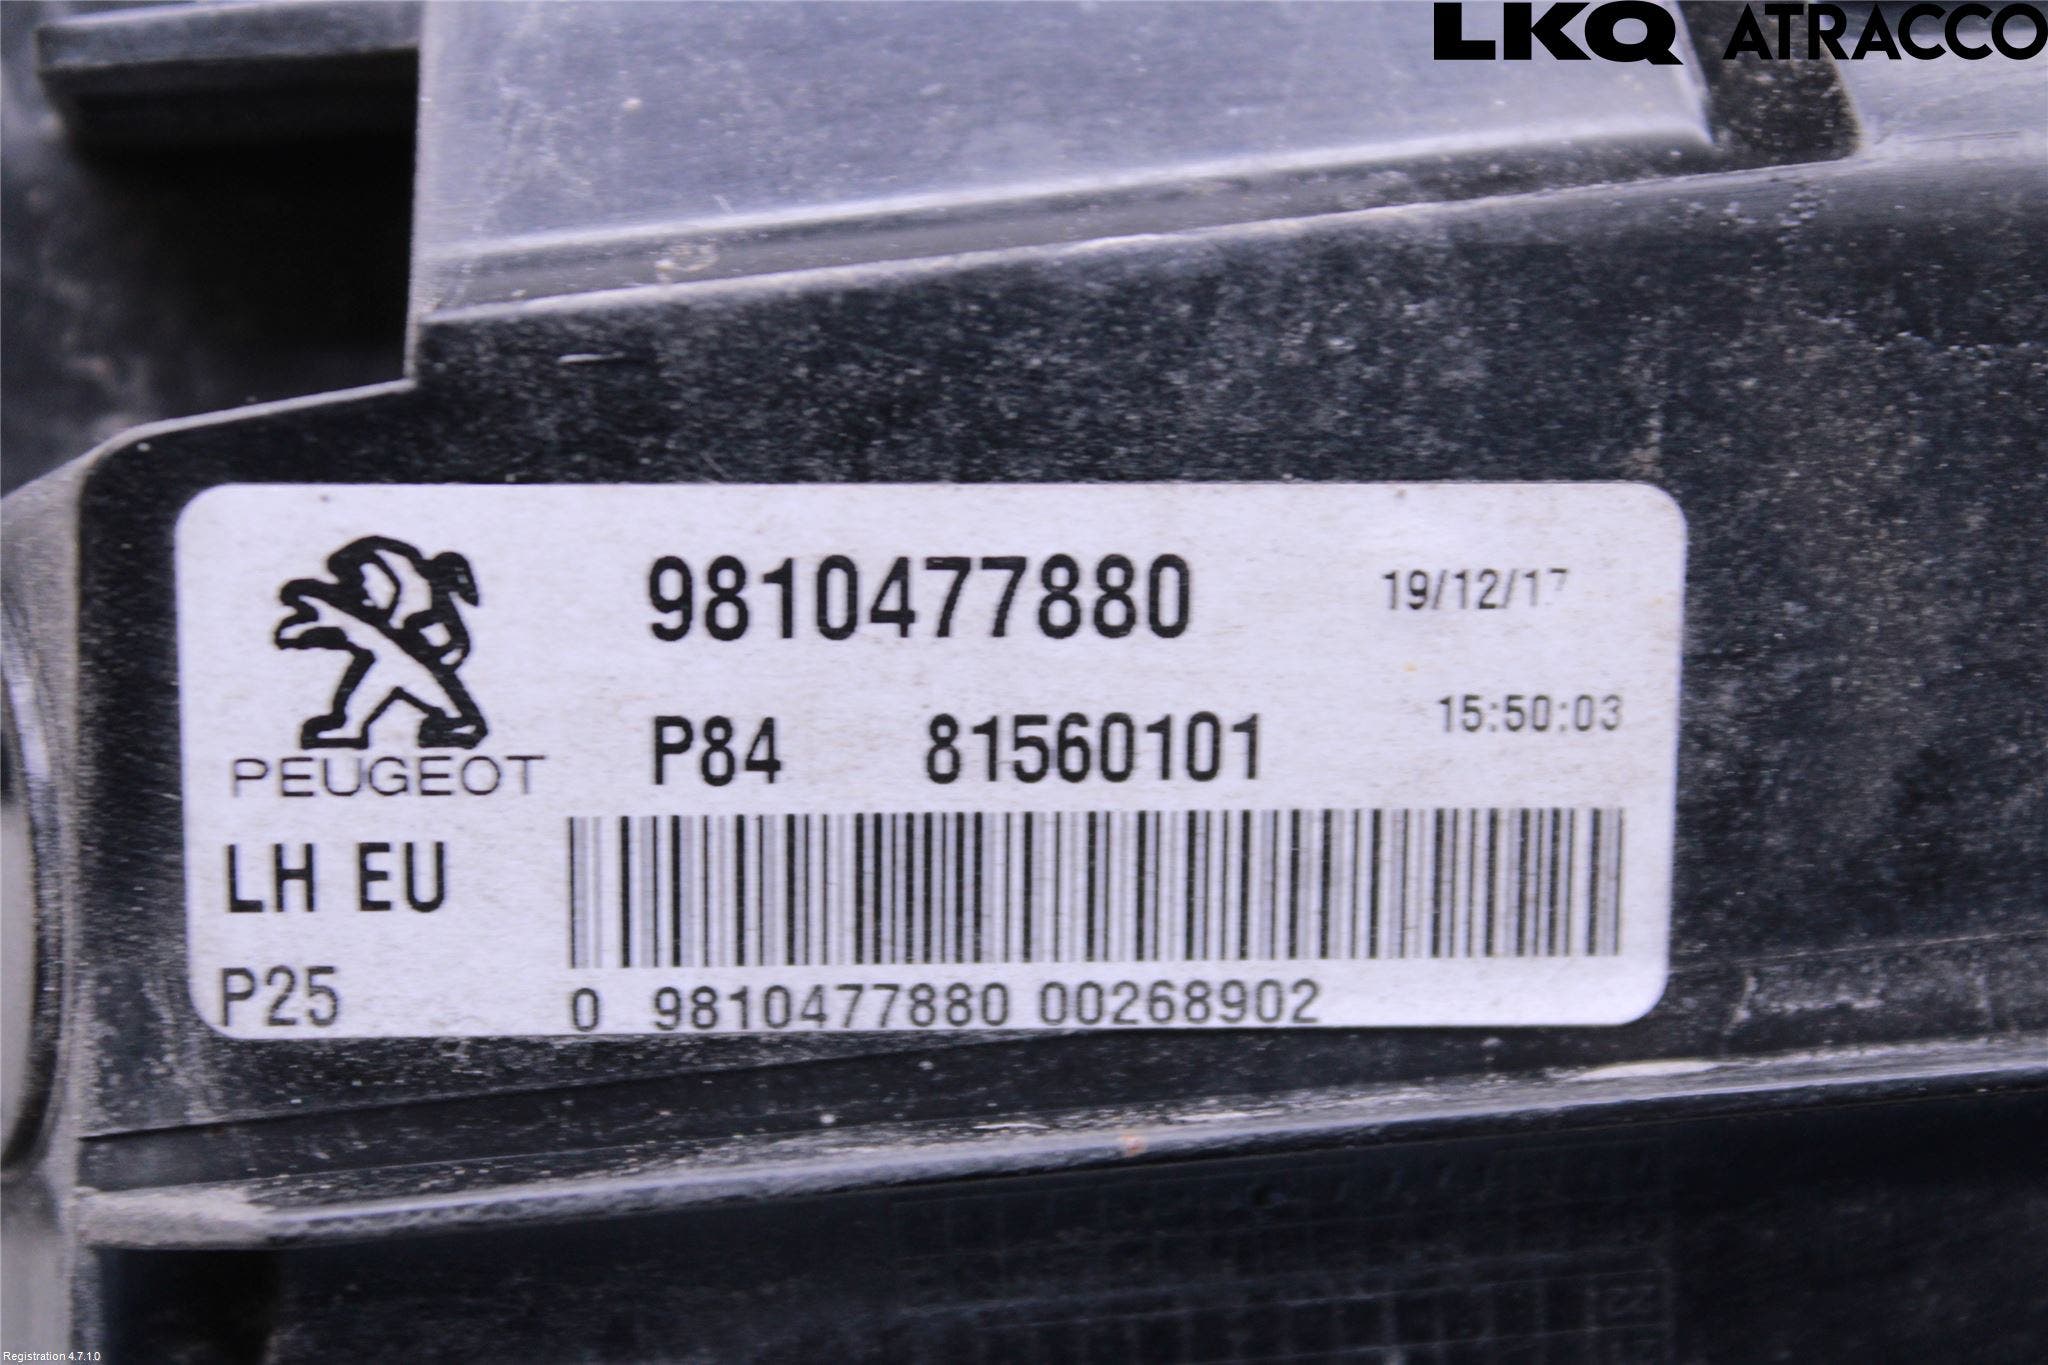 LKQ ATRACCO
9810477880 19/12/17
P84 81560101 15:50:03
PEUGEOT
LH EU
P25
0 9810477880 00268902
Registration 4.7.1.0